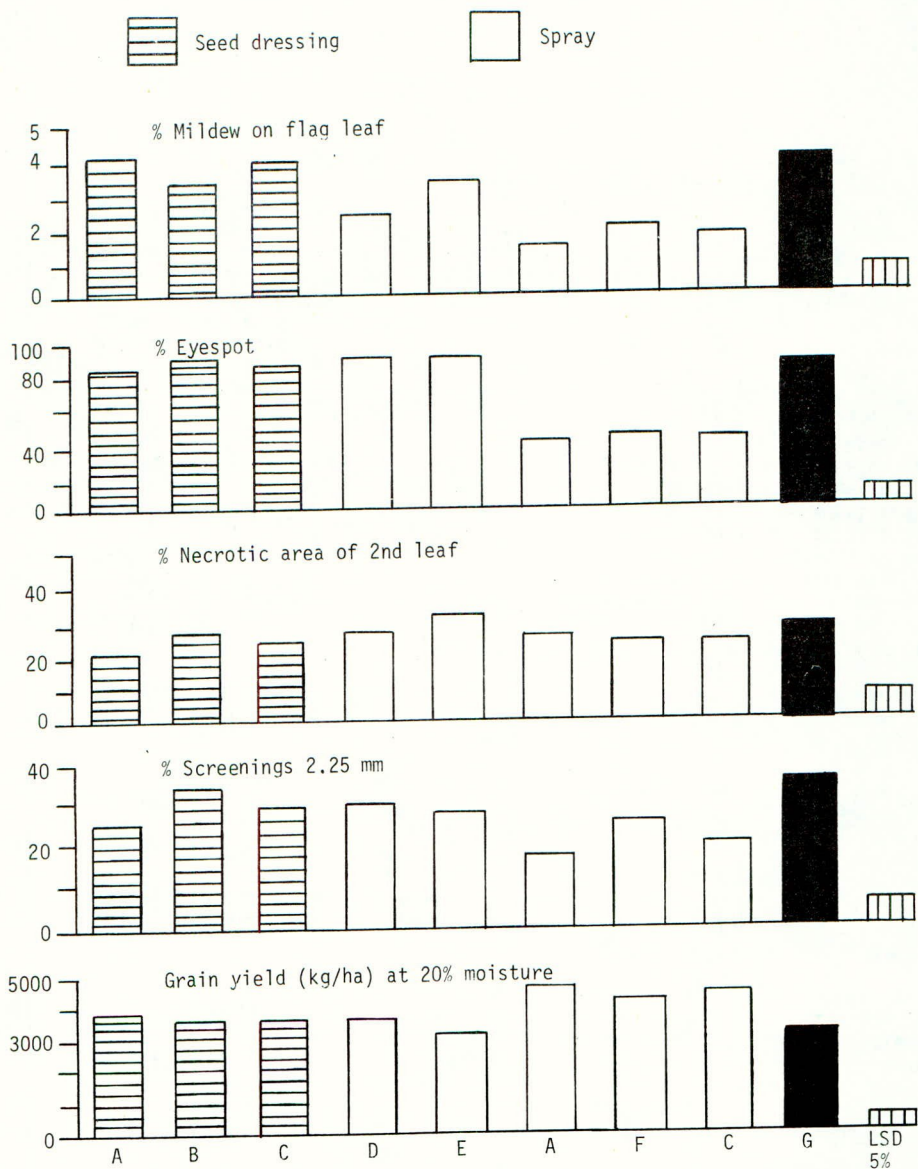 Seed dressing
Spray
% Mildew on flag leaf
5
4
2
0
% Eyespot
100
80
40
0
% Necrotic area of 2nd leaf
40
20
0
% Screenings 2.25 mm
40
20
0
Grain yield (kg/ha) at 20% moisture
5000
3000
0
A B C D E A F C G LSD
5%